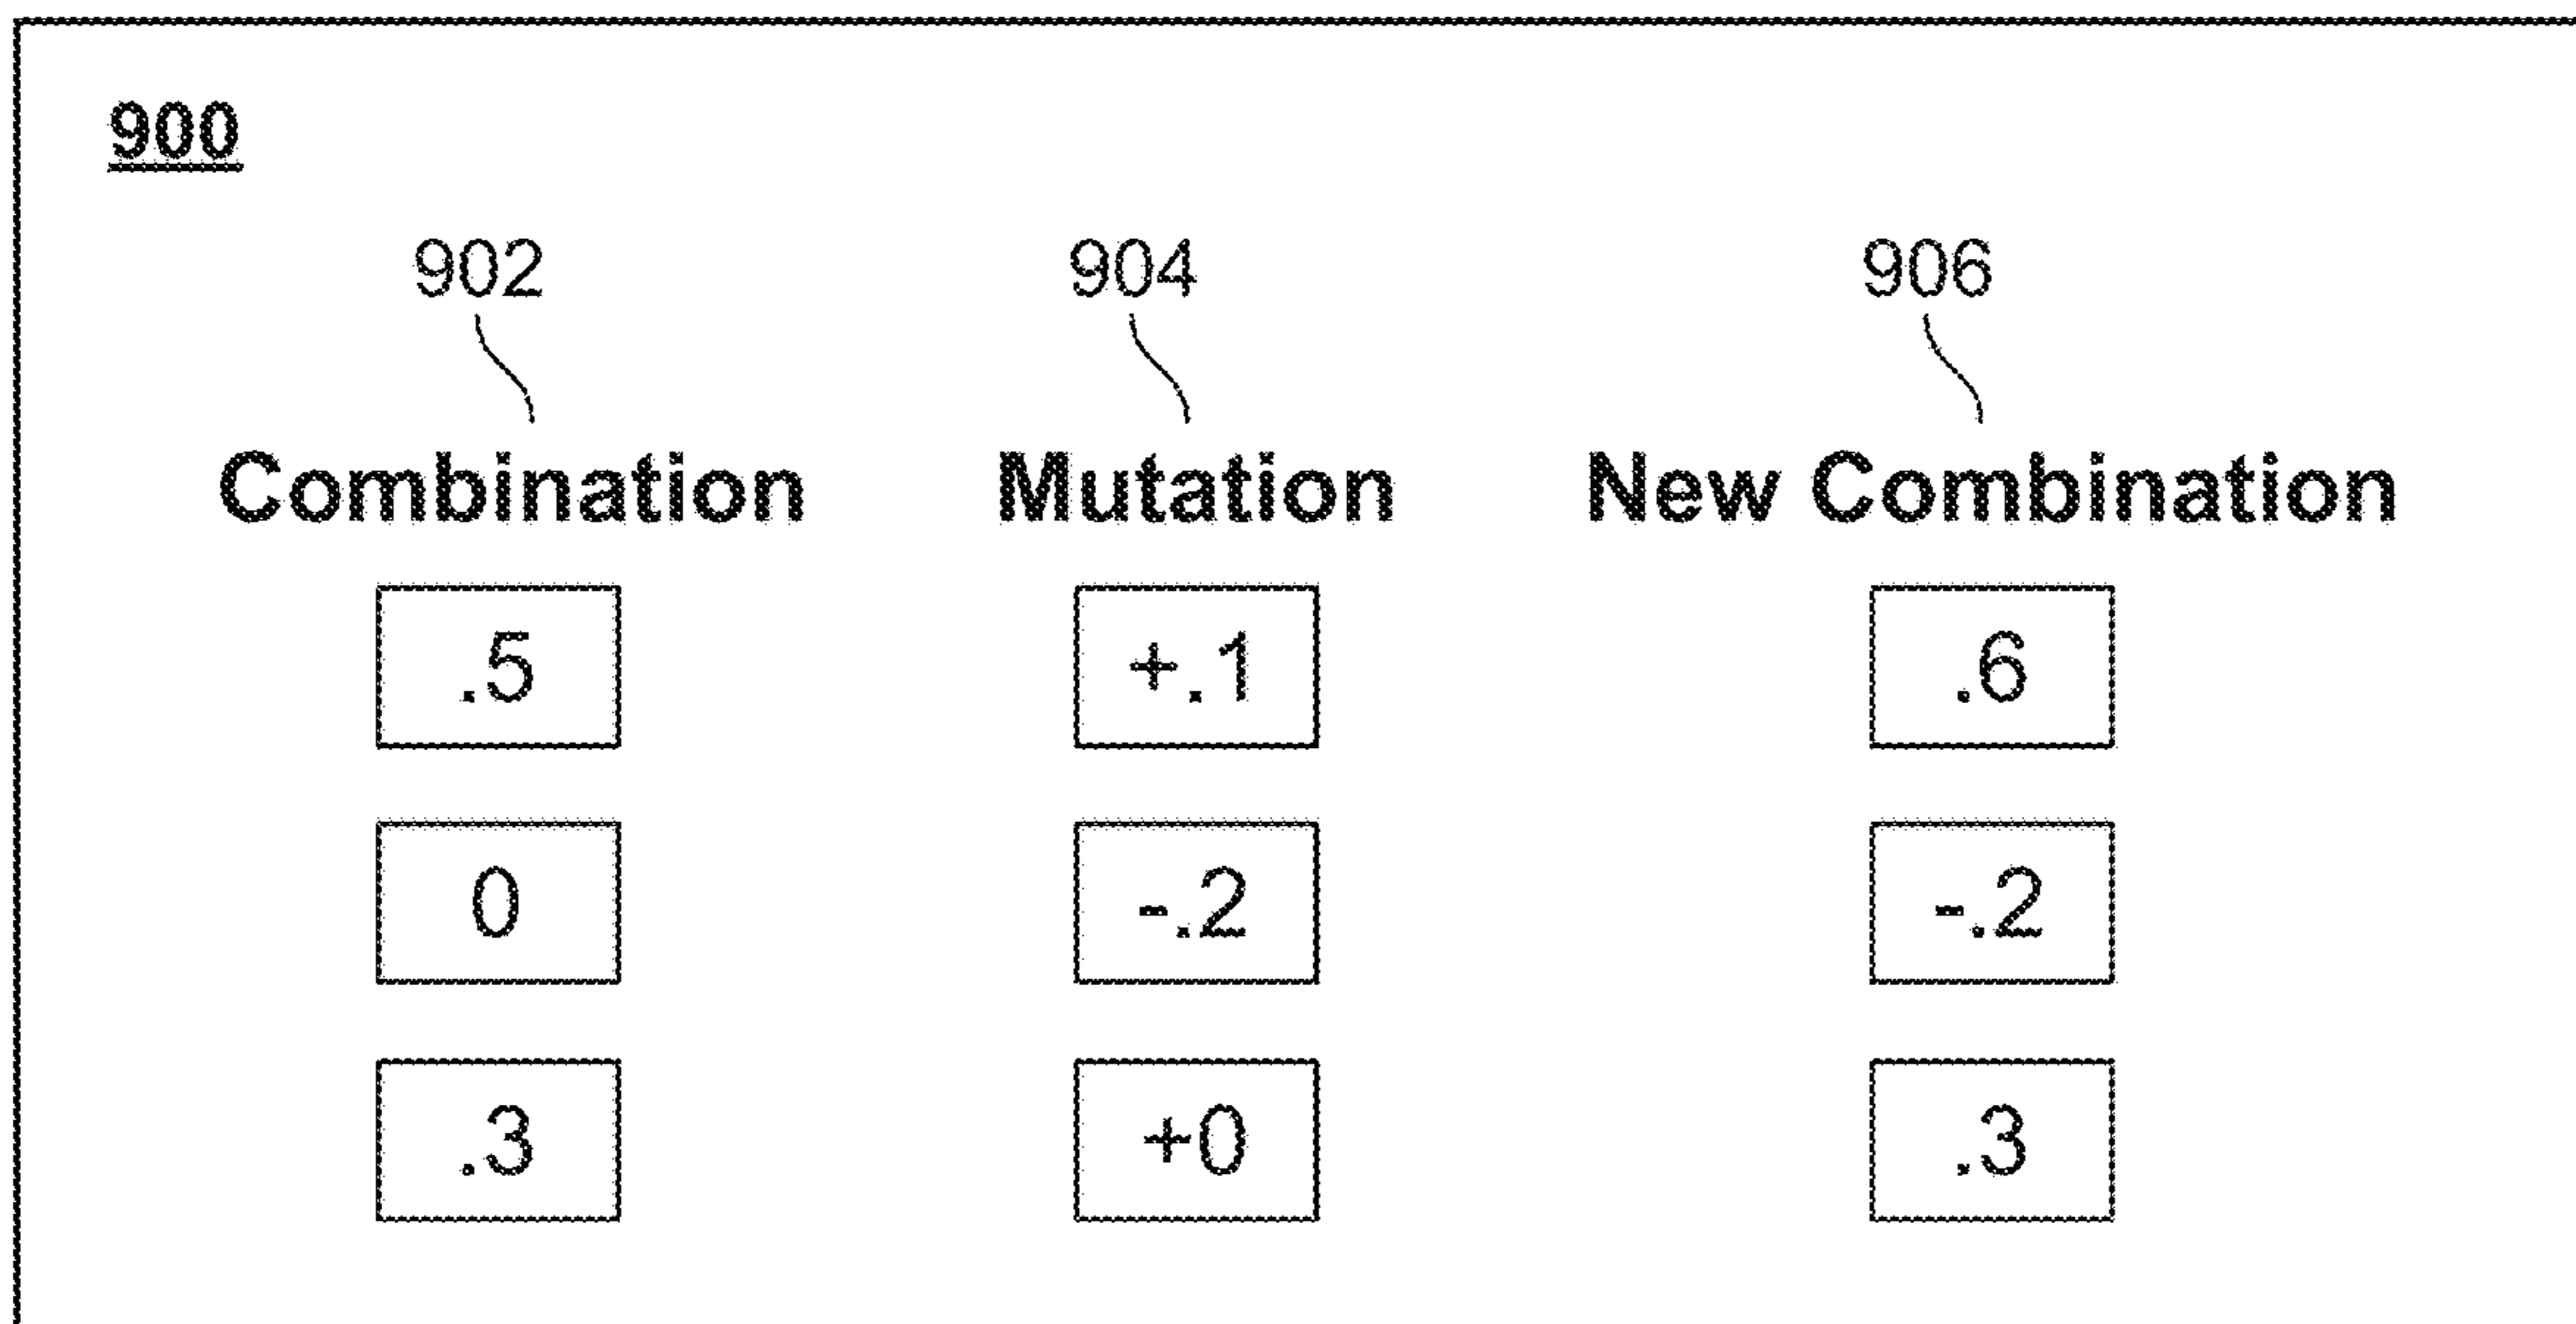 900
902 904 906
Combination Mutation New Combination
.5 +.1 .6
0 -.2 -.2
.3 +0 .3